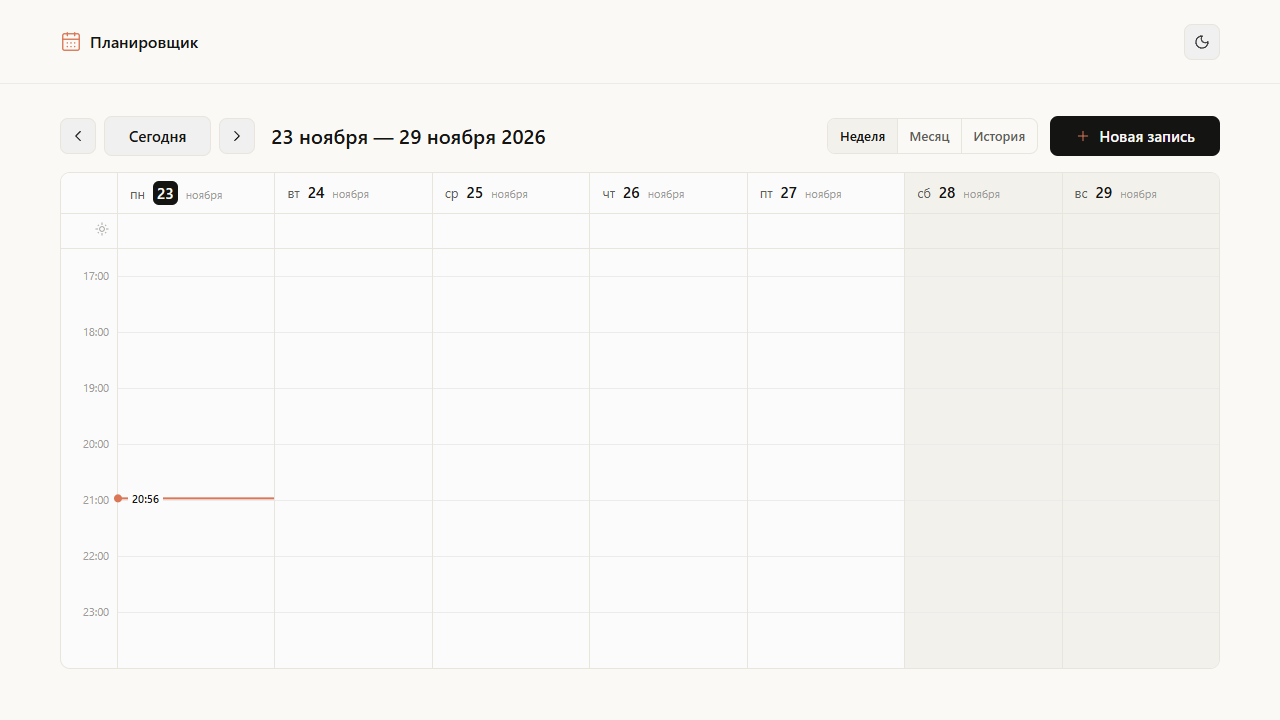 Планировщик
Сегодня
23 ноября — 29 ноября 2026
Неделя Месяц История
Новая запись
пн 23 ноября вт 24 ноября ср 25 ноября чт 26 ноября пт 27 ноября сб 28 ноября вс 29 ноября
17:00
18:00
19:00
20:00
21:00 20:56
22:00
23:00